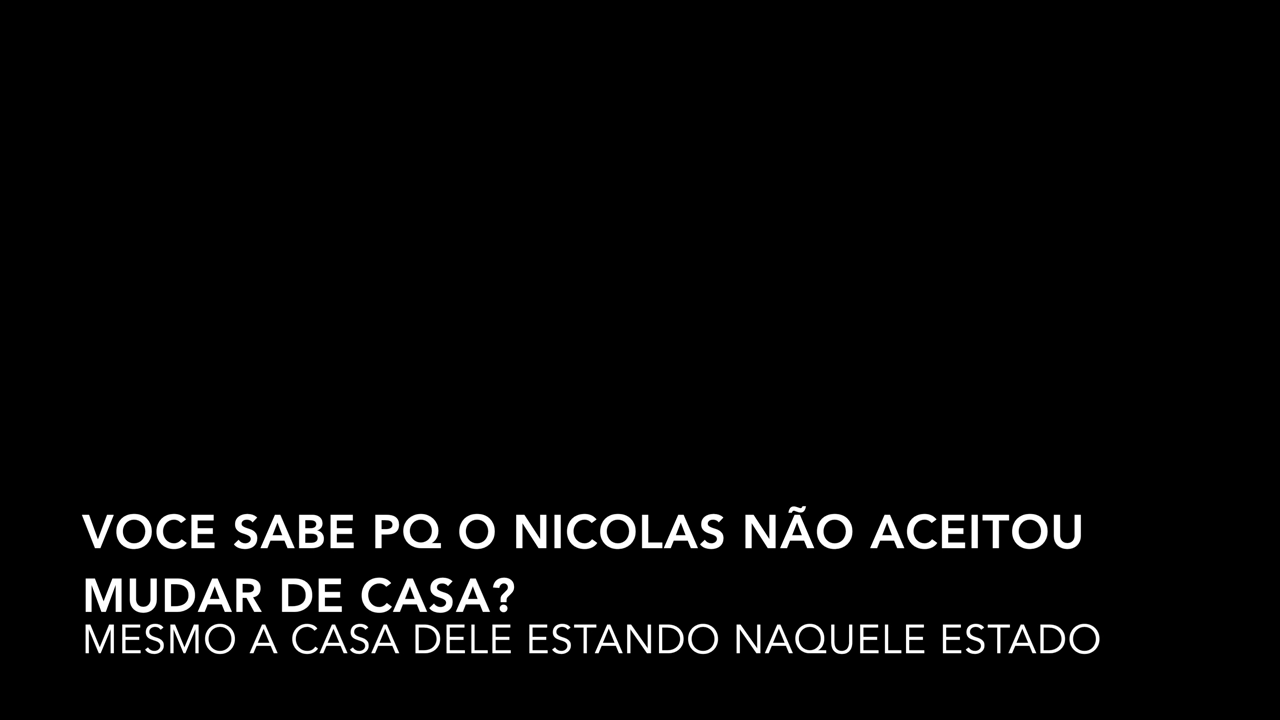 VOCE SABE PQ O NICOLAS NÃO ACEITOU
MUDAR DE CASA?
MESMO A CASA DELE ESTANDO NAQUELE ESTADO